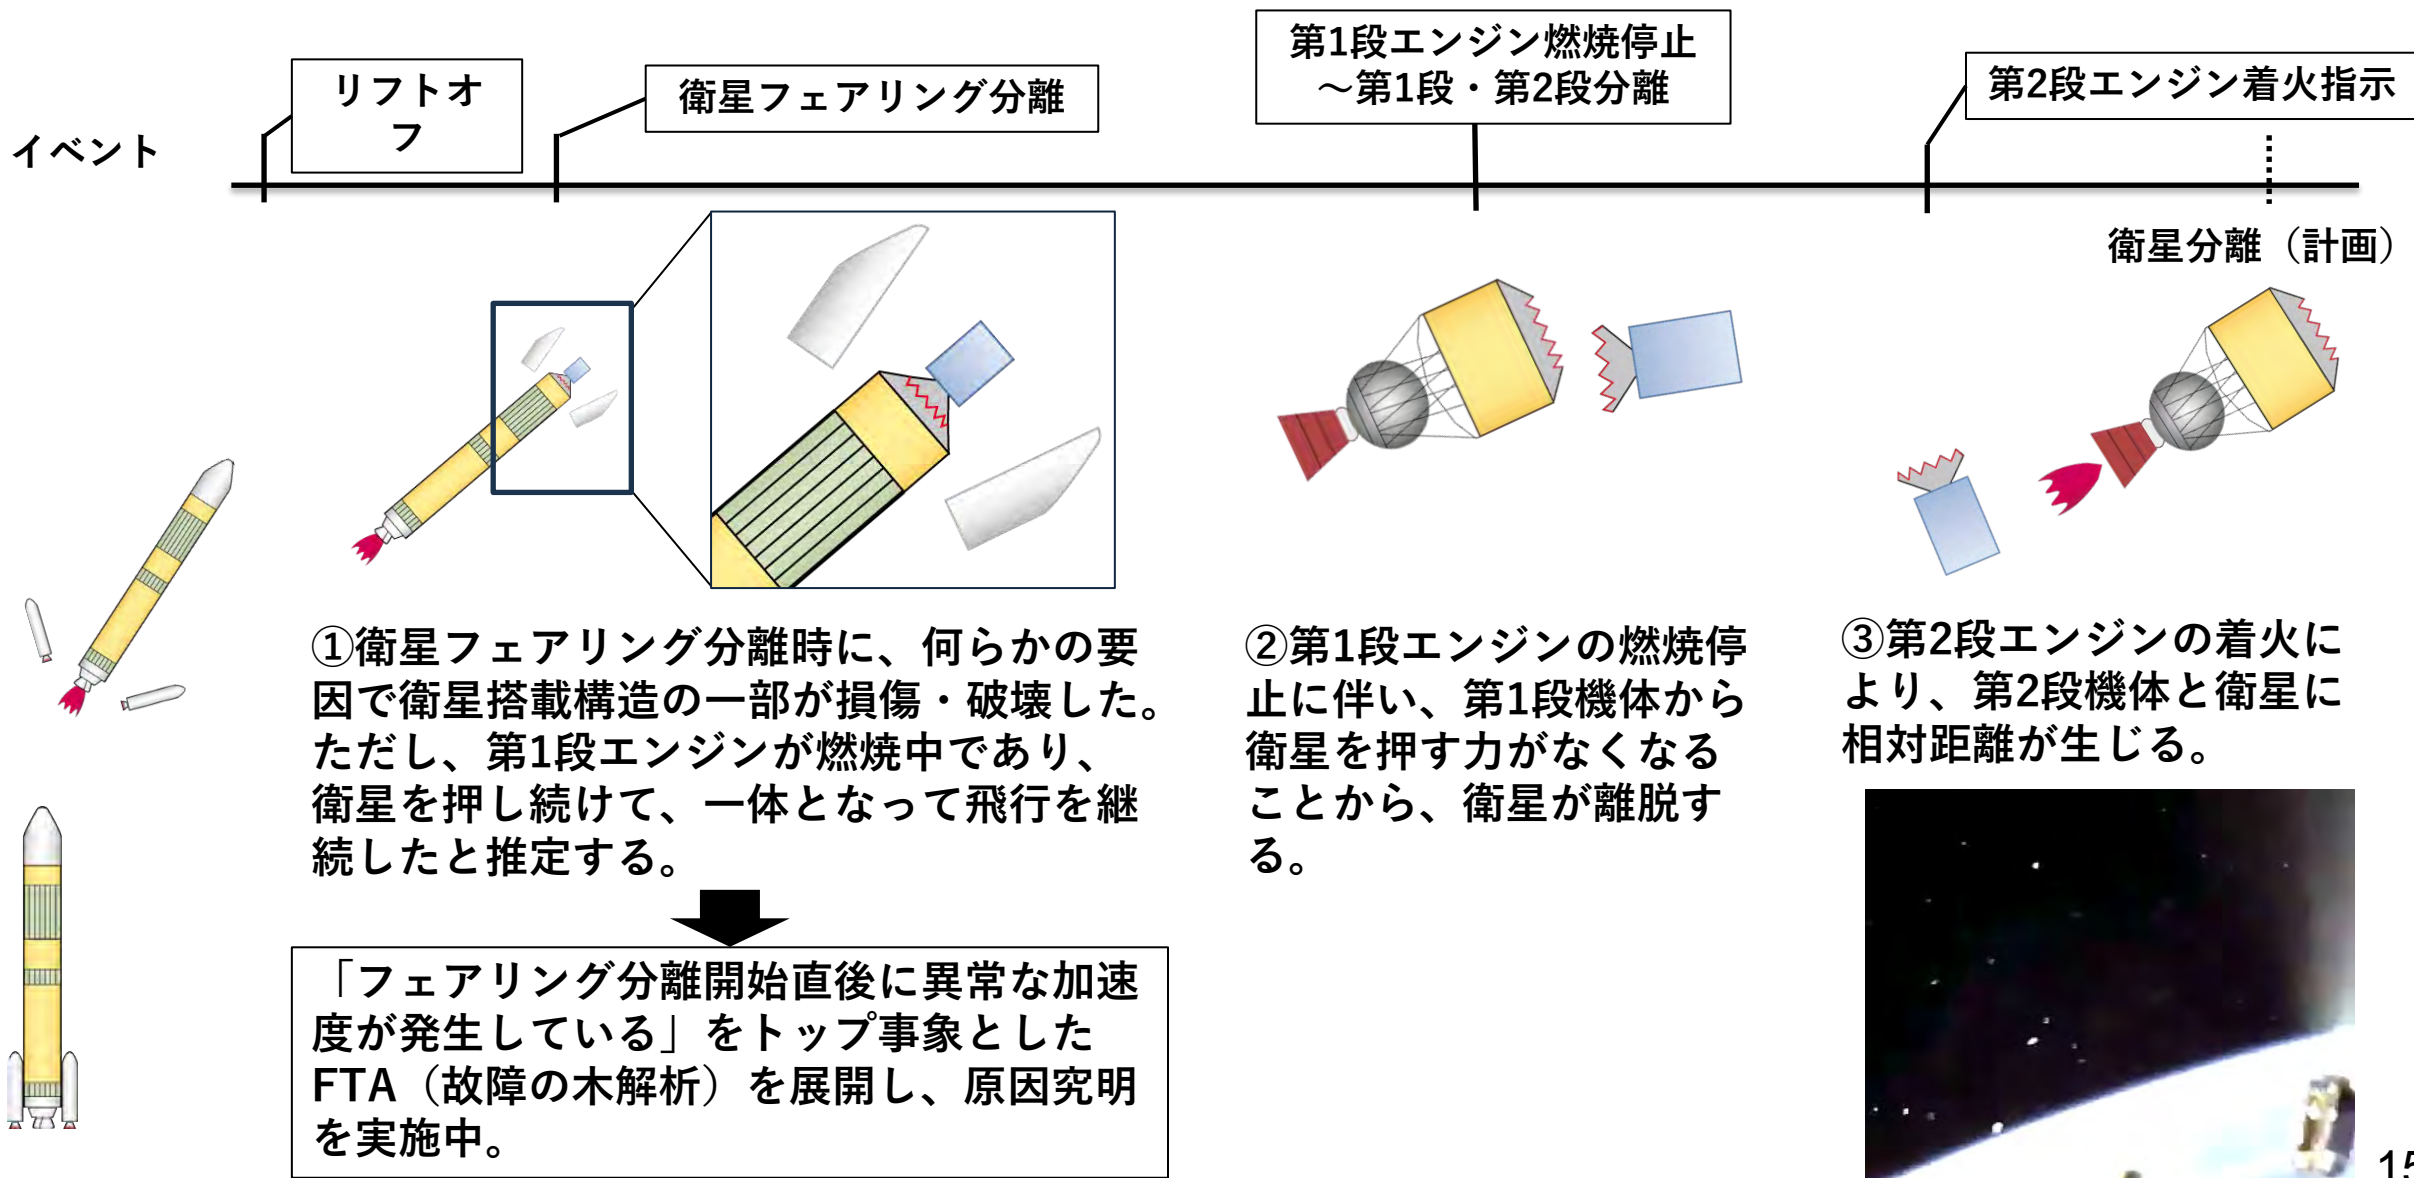 イベント
リフトオ
フ
衛星フェアリング分離
第1段エンジン燃焼停止
～第1段・第2段分離
第2段エンジン着火指示
衛星分離（計画）
①衛星フェアリング分離時に、何らかの要
因で衛星搭載構造の一部が損傷・破壊した。
ただし、第1段エンジンが燃焼中であり、
衛星を押し続けて、一体となって飛行を継
続したと推定する。
「フェアリング分離開始直後に異常な加速
度が発生している」をトップ事象とした
FTA（故障の木解析）を展開し、原因究明
を実施中。
②第1段エンジンの燃焼停
止に伴い、第1段機体から
衛星を押す力がなくなる
ことから、衛星が離脱す
る。
③第2段エンジンの着火に
より、第2段機体と衛星に
相対距離が生じる。
15